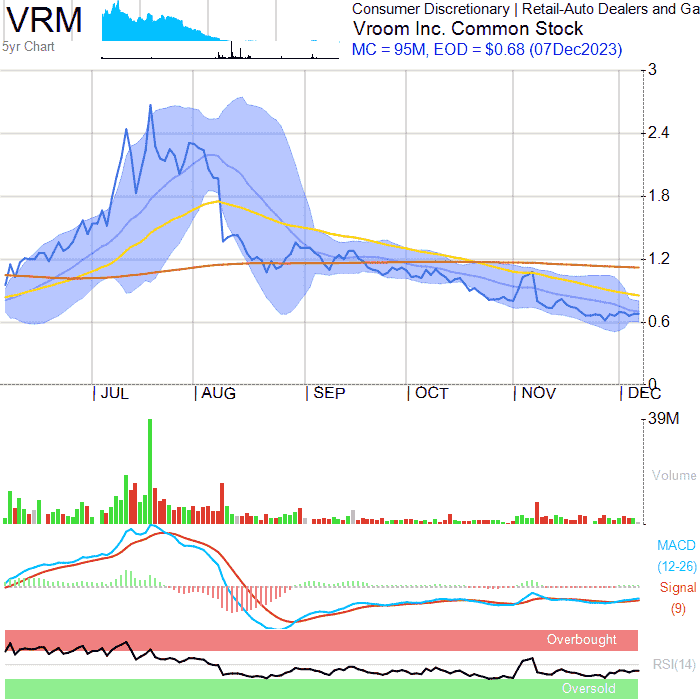 VRM
5yr Chart
Consumer Discretionary | Retail-Auto Dealers and Ga
Vroom Inc. Common Stock
MC = 95M, EOD = $0.68 (07Dec2023)
3
2.4
1.8
1.2
0.6
0
JUL AUG SEP OCT NOV DEC
39M
Volume
MACD
(12-26)
Signal
(9)
Overbought
RSI(14)
Oversold